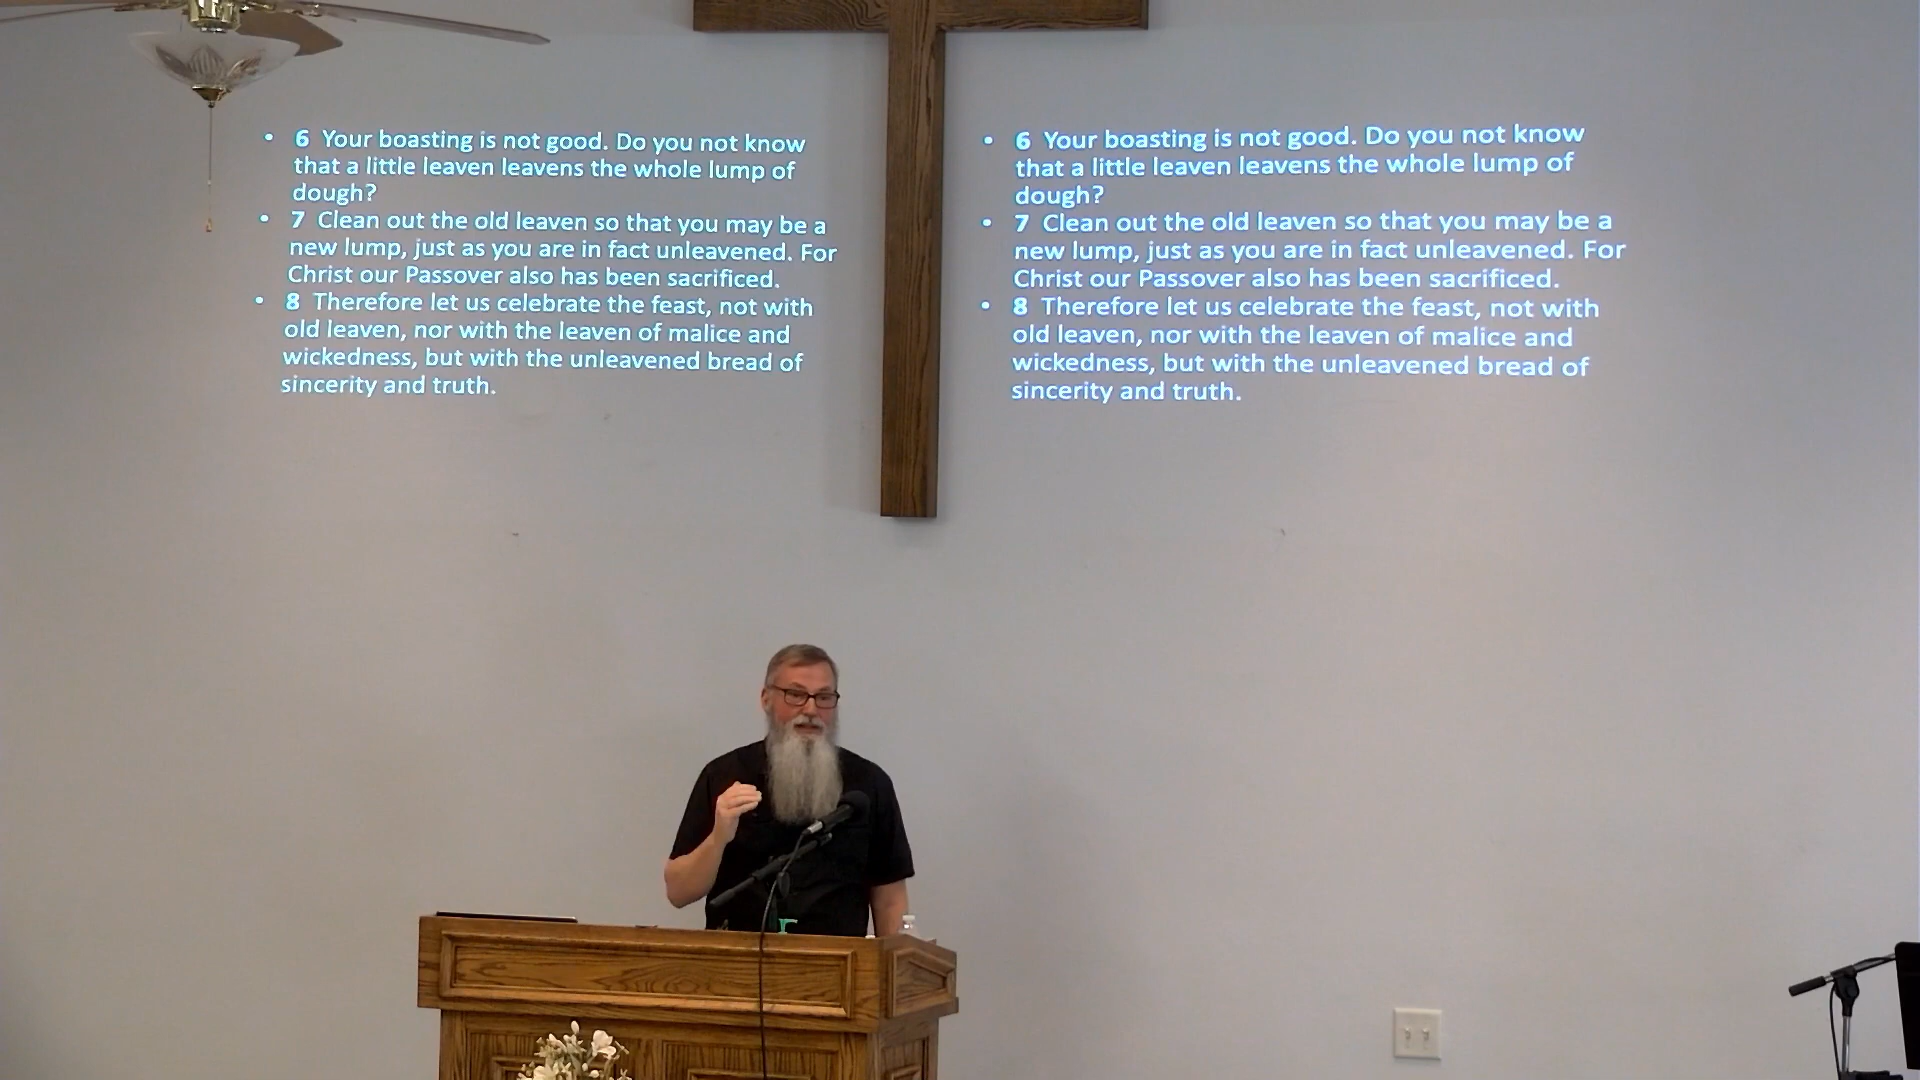 • 6 Your boasting is not good. Do you not know
that a little leaven leavens the whole lump of
dough?
• 7 Clean out the old leaven so that you may be a
new lump, just as you are in fact unleavened. For
Christ our Passover also has been sacrificed.
• 8 Therefore let us celebrate the feast, not with
old leaven, nor with the leaven of malice and
wickedness, but with the unleavened bread of
sincerity and truth.
• 6 Your boasting is not good. Do you not know
that a little leaven leavens the whole lump of
dough?
• 7 Clean out the old leaven so that you may be a
new lump, just as you are in fact unleavened. For
Christ our Passover also has been sacrificed.
• 8 Therefore let us celebrate the feast, not with
old leaven, nor with the leaven of malice and
wickedness, but with the unleavened bread of
sincerity and truth.